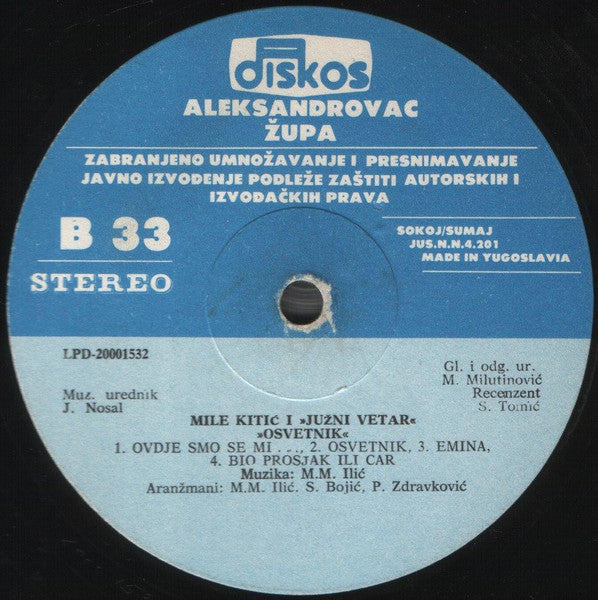 diskos
ALEKSANDROVAC
ŽUPA
ZABRANJENO UMNOŽAVANJE I PRESNIMAVANJE
JAVNO IZVOĐENJE PODLEŽE ZAŠTITI AUTORSKIH I
IZVOĐAČKIH PRAVA
B 33
STEREO
SOKOJ/SUMAJ
JUS.N.N.4.201
MADE IN YUGOSLAVIA
LPD-20001532
Muz. urednik
J. Nosal
Gl. i odg. ur.
M. Milutinović
Recenzent
S. Tomić
MILE KITIĆ I »JUŽNI VETAR«
»OSVETNIK«
1. OVDJE SMO SE MI . . ., 2. OSVETNIK, 3. EMINA,
4. BIO PROSJAK ILI CAR
Muzika: M.M. Ilić
Aranžmani: M.M. Ilić. S. Bojić, P. Zdravković